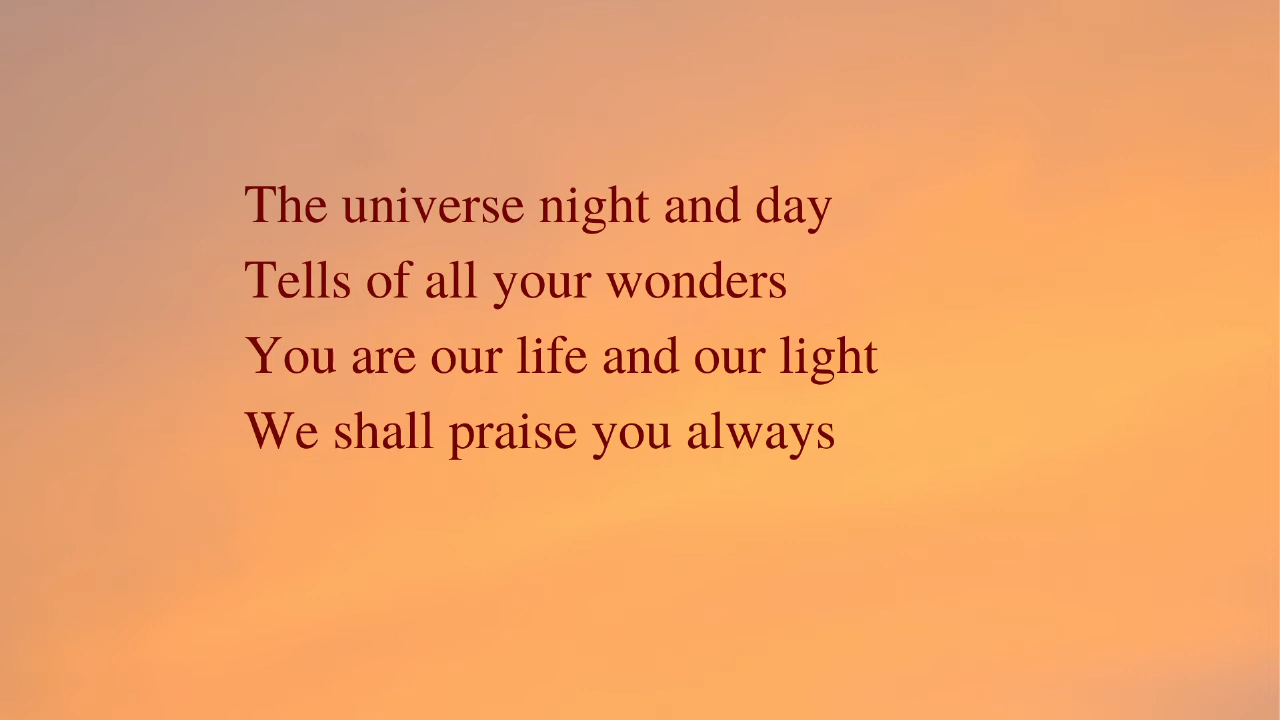 The universe night and day
Tells of all your wonders
You are our life and our light
We shall praise you always